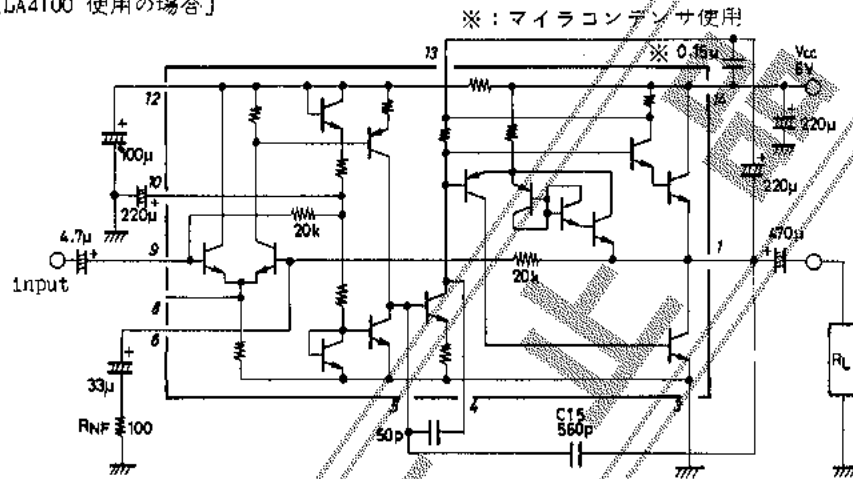 LA4100 使用の場合】
※:マイラコンデンサ使用
13
※ 0.15μ
Vcc
6V
12
14
+
100μ
220μ
10
220μ
+
20k
220μ
4.7μ
9
470μ
1
input
20k
8
6
33μ
RL
RNF 100
5
4
3
50p
C15
560p